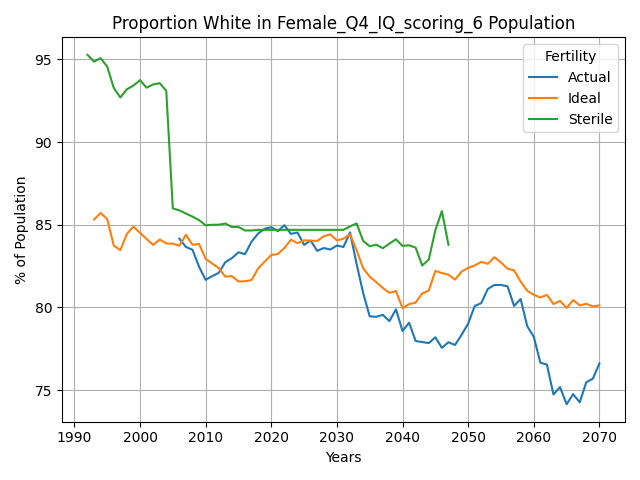 Proportion White in Female_Q4_IQ_scoring_6 Population
Fertility
Actual
Ideal
Sterile
% of Population
95
90
85
80
75
1990 2000 2010 2020 2030 2040 2050 2060 2070
Years